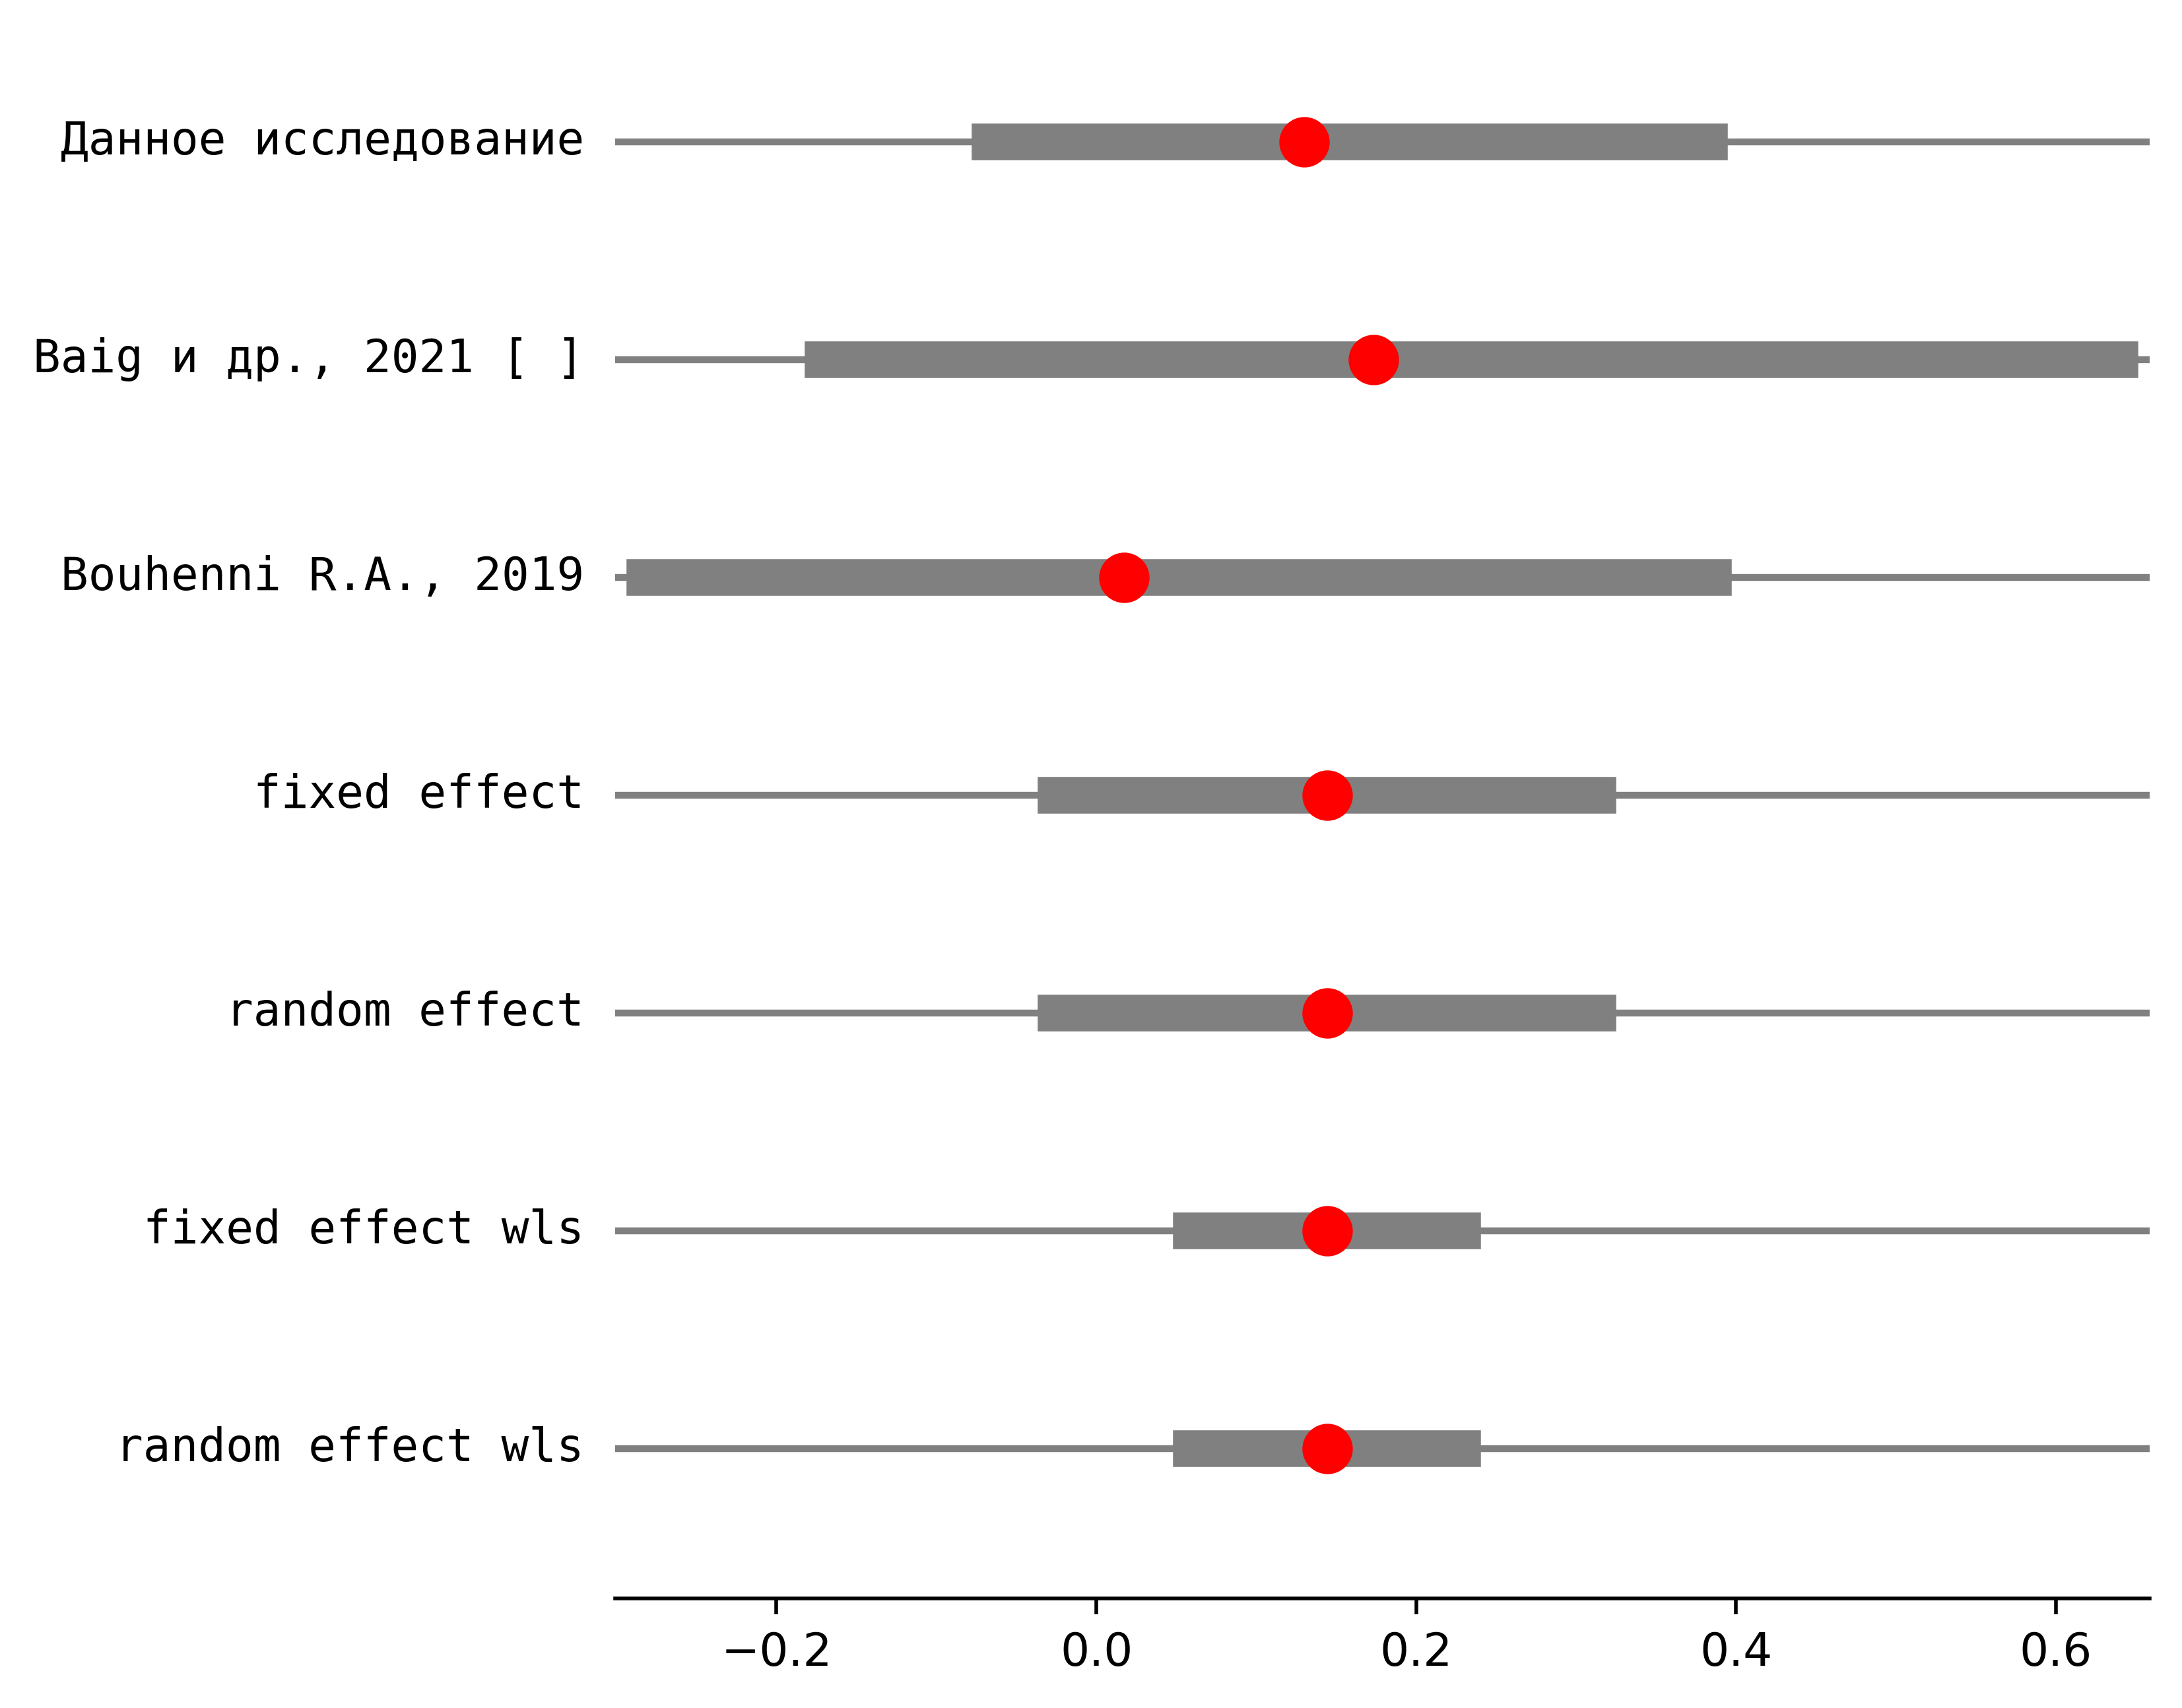 Данное исследование
Baig и др., 2021 [ ]
Bouhenni R.A., 2019
fixed effect
random effect
fixed effect wls
random effect wls
−0.2 0.0 0.2 0.4 0.6